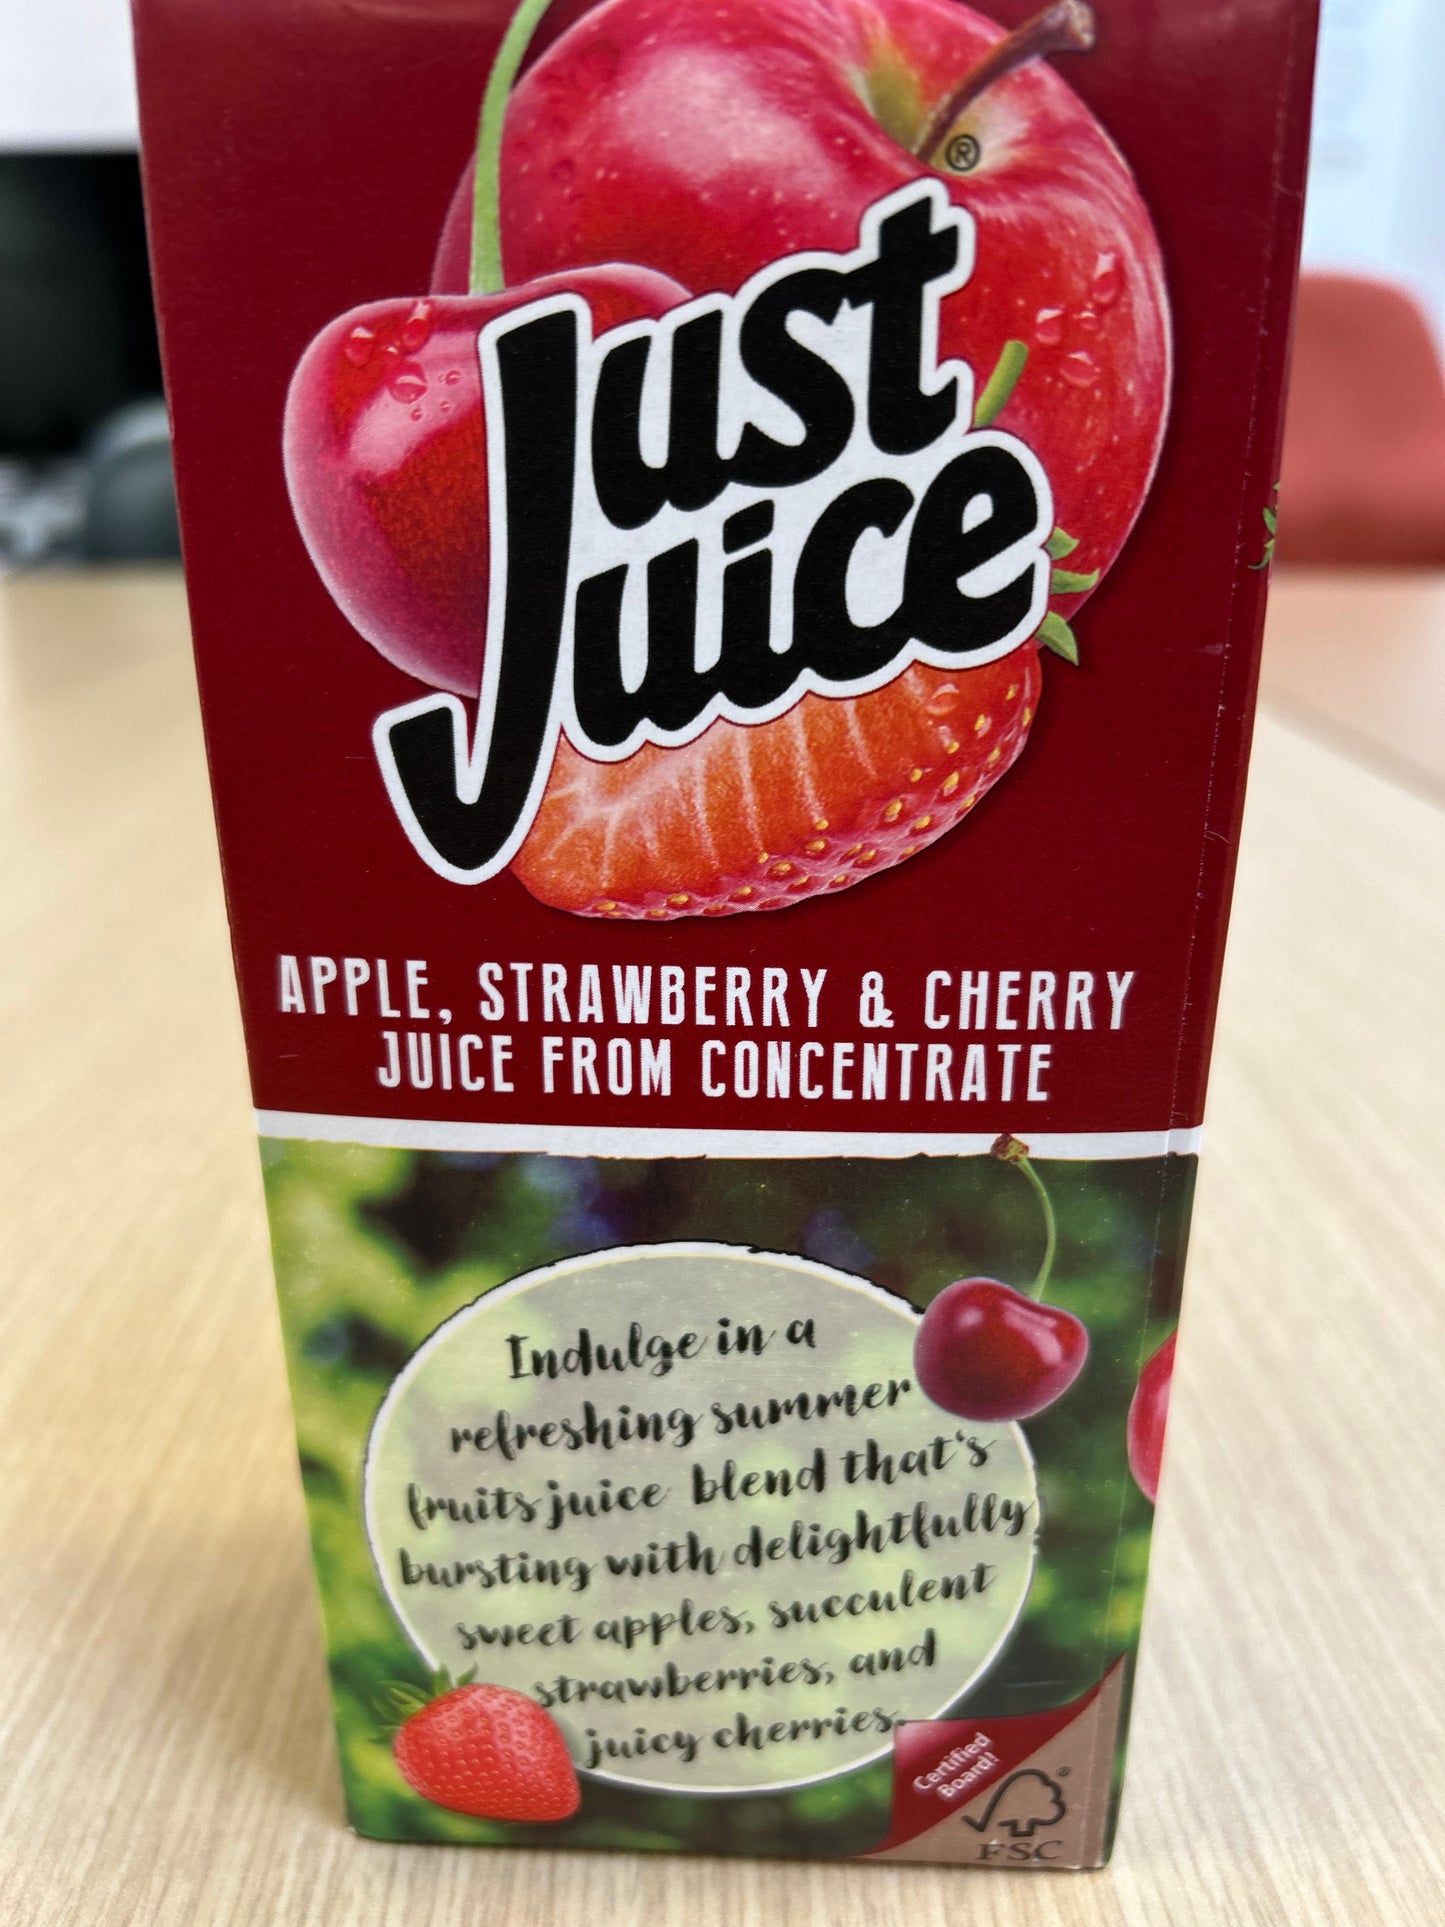 ®
Just
Juice
APPLE, STRAWBERRY & CHERRY
JUICE FROM CONCENTRATE
Indulge in a
refreshing summer
fruits juice blend that's
bursting with delightfully
sweet apples, succulent
strawberries, and
juicy cherries.
Certified
Board!
®
FSC